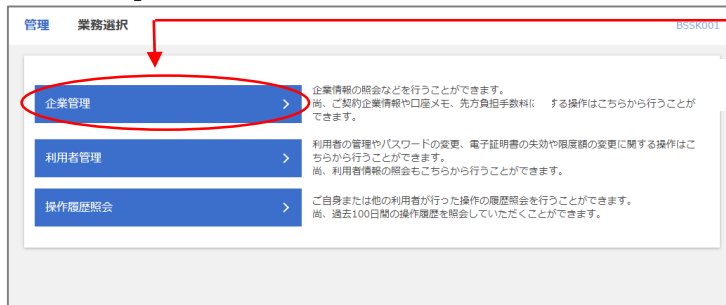 管理 業務選択 BSSK001
企業管理
企業情報の照会などを行うことができます。
尚、ご契約企業情報や口座メモ、先方負担手数料に する操作はこちらから行うことが
できます。
利用者管理
利用者の管理やパスワードの変更、電子証明書の失効や限度額の変更に関する操作はこ
ちらから行うことができます。
尚、利用者情報の照会もこちらから行うことができます。
操作履歴照会
ご自身または他の利用者が行った操作の履歴照会を行うことができます。
尚、過去100日間の操作履歴を照会していただくことができます。